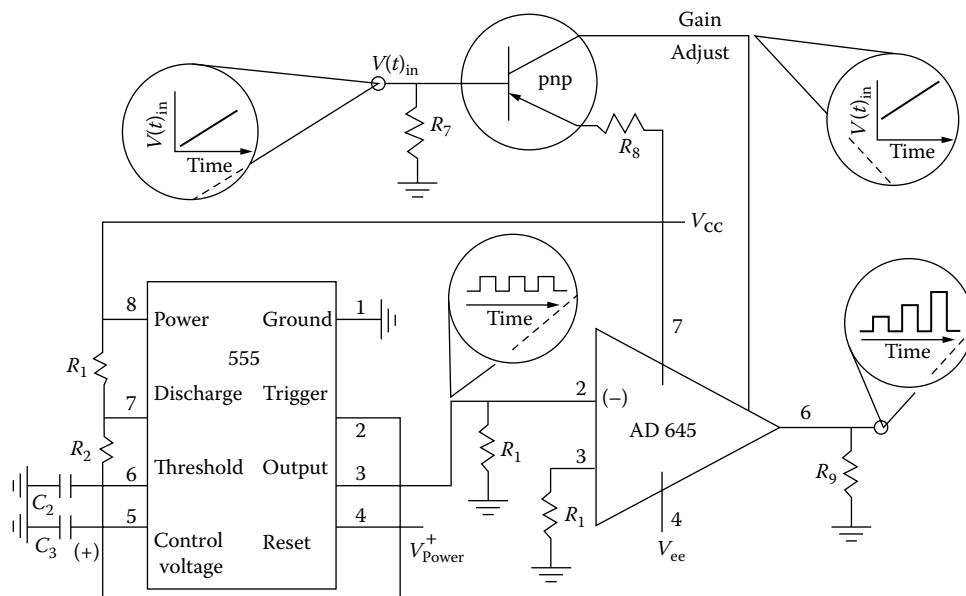 Gain
Adjust
V(t)in
pnp
V(t)in
Time
R7
R8
V(t)in
Time
VCC
8
Power
Ground
1
555
R1
7
Discharge
Trigger
2
R2
6
Threshold
Output
3
C2
5
Control
voltage
Reset
4
C3
(+)
V+Power
Time
2
(–)
7
AD 645
6
R1
3
R1
4
Vee
R9
Time